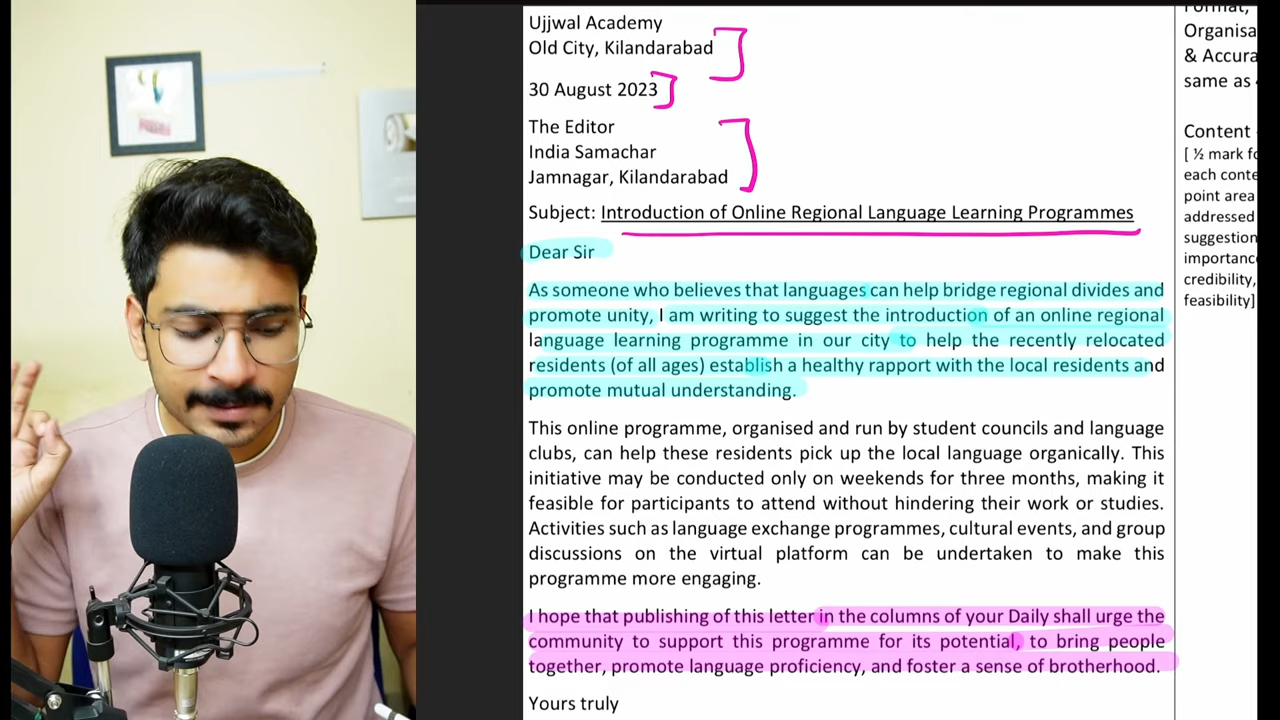 Ujjwal Academy
Old City, Kilandarabad
30 August 2023
The Editor
India Samachar
Jamnagar, Kilandarabad
Subject: Introduction of Online Regional Language Learning Programmes
Dear Sir
As someone who believes that languages can help bridge regional divides and
promote unity, I am writing to suggest the introduction of an online regional
language learning programme in our city to help the recently relocated
residents (of all ages) establish a healthy rapport with the local residents and
promote mutual understanding.
This online programme, organised and run by student councils and language
clubs, can help these residents pick up the local language organically. This
initiative may be conducted only on weekends for three months, making it
feasible for participants to attend without hindering their work or studies.
Activities such as language exchange programmes, cultural events, and group
discussions on the virtual platform can be undertaken to make this
programme more engaging.
I hope that publishing of this letter in the columns of your Daily shall urge the
community to support this programme for its potential, to bring people
together, promote language proficiency, and foster a sense of brotherhood.
Yours truly
Format,
Organisa
& Accura
same as
Content
[ ½ mark fo
each conte
point area
addressed
suggestion
importance
credibility,
feasibility]